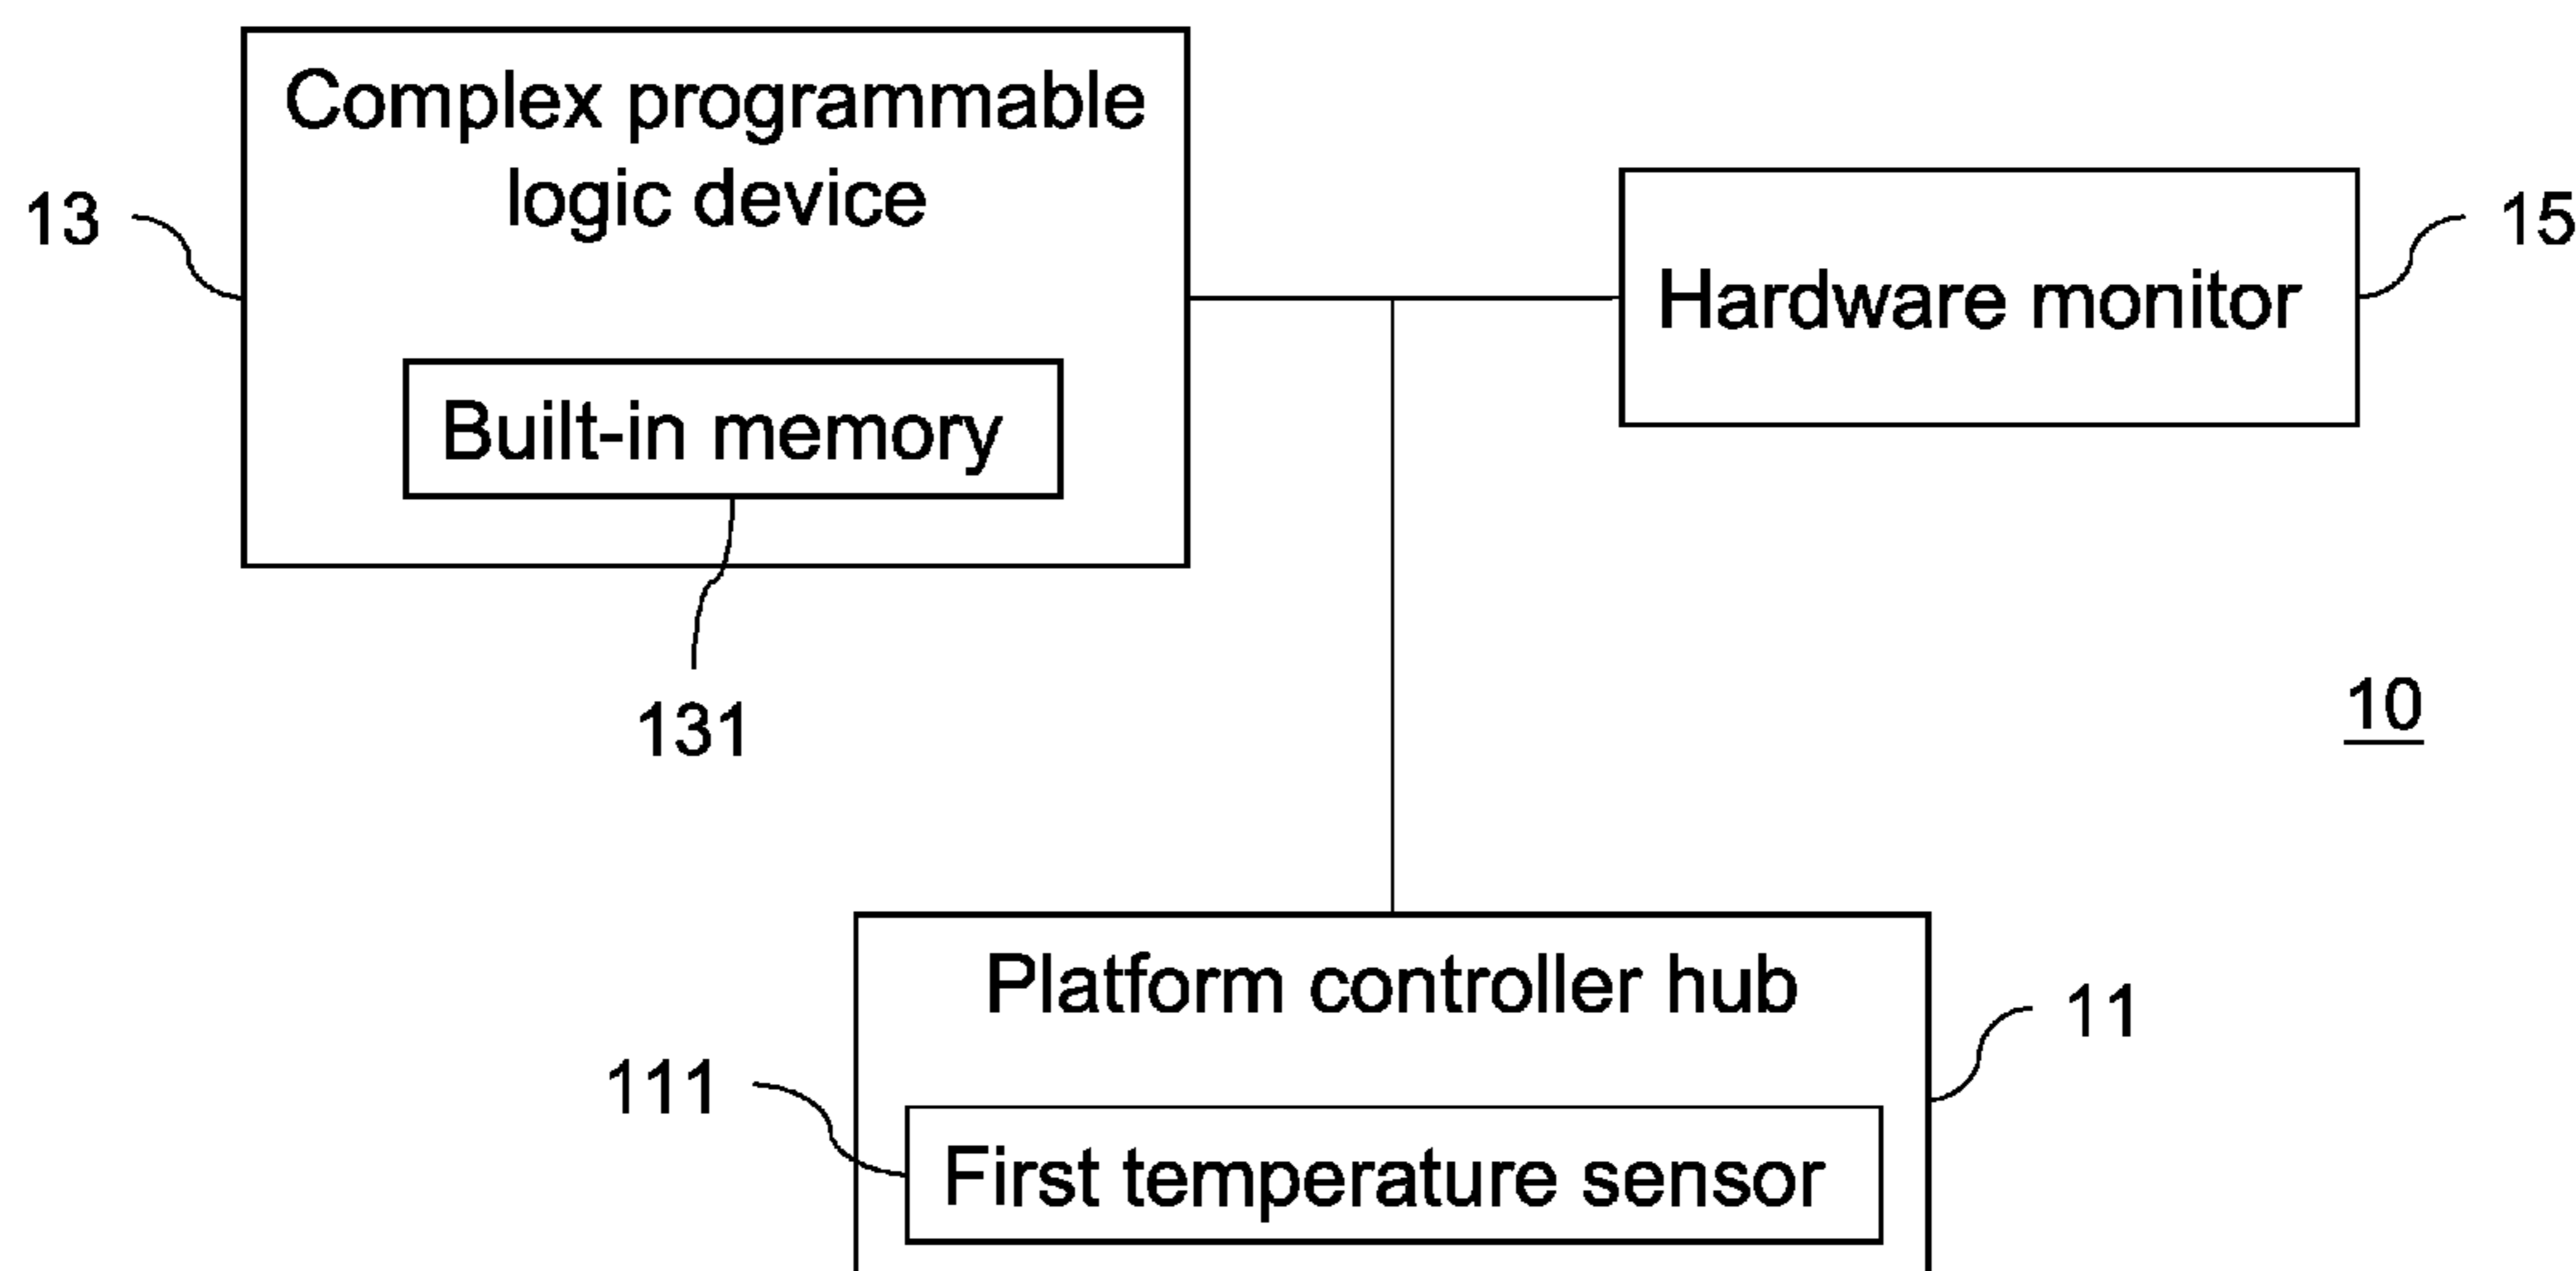 Complex programmable
logic device
13
15
Hardware monitor
Built-in memory
131
10
Platform controller hub
11
111
First temperature sensor